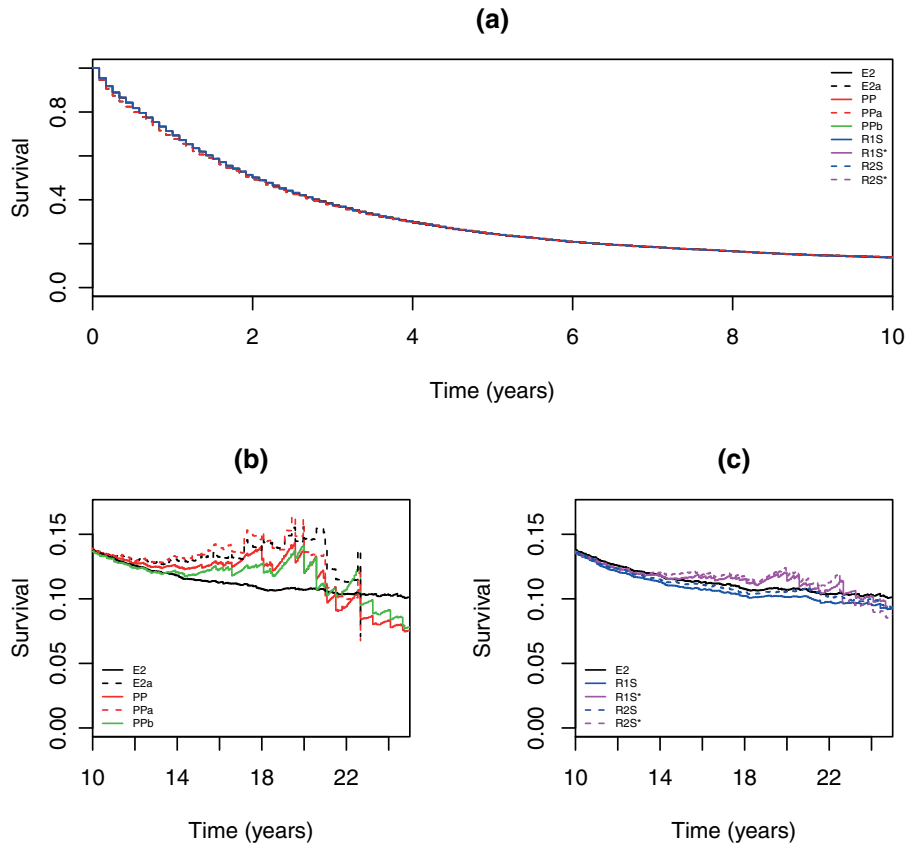 (a)
Survival
0.0 0.4 0.8
E2
E2a
PP
PPa
PPb
R1S
R1S*
R2S
R2S*
0 2 4 6 8 10
Time (years)
(b)
Survival
0.00 0.05 0.10 0.15
E2
E2a
PP
PPa
PPb
10 14 18 22
Time (years)
(c)
Survival
0.00 0.05 0.10 0.15
E2
R1S
R1S*
R2S
R2S*
10 14 18 22
Time (years)